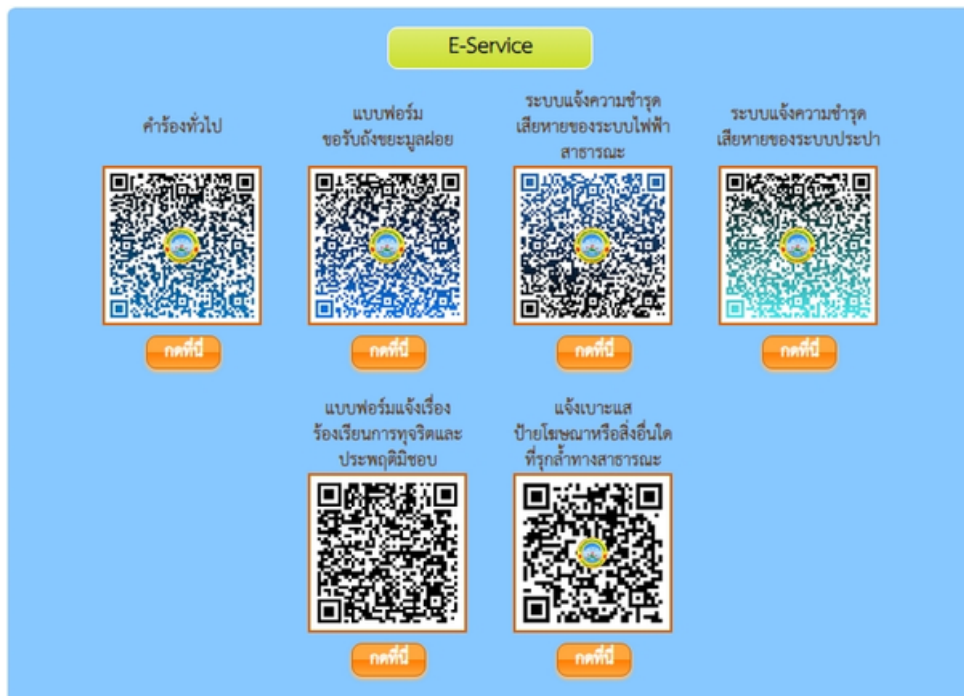 E-Service
คำร้องทั่วไป
แบบฟอร์ม
ขอรับถังขยะมูลฝอย
ระบบแจ้งความชำรุด
เสียหายของระบบไฟฟ้า
สาธารณะ
ระบบแจ้งความชำรุด
เสียหายของระบบประปา
กดที่นี่
กดที่นี่
กดที่นี่
กดที่นี่
แบบฟอร์มแจ้งเรื่อง
ร้องเรียนการทุจริตและ
ประพฤติมิชอบ
แจ้งเบาะแส
ป้ายโฆษณาหรือสิ่งอื่นใด
ที่รุกล้ำทางสาธารณะ
กดที่นี่
กดที่นี่